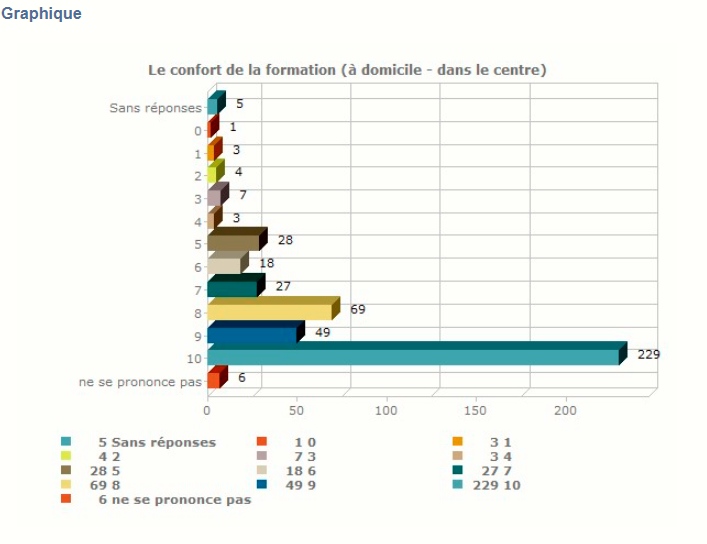 Graphique
Le confort de la formation (à domicile - dans le centre)
Sans réponses 5
0 1
1 3
2 4
3 7
4 3
5 28
6 18
7 27
8 69
9 49
10 229
ne se prononce pas 6
0 50 100 150 200
5 Sans réponses 1 0 3 1
4 2 7 3 3 4
28 5 18 6 27 7
69 8 49 9 229 10
6 ne se prononce pas